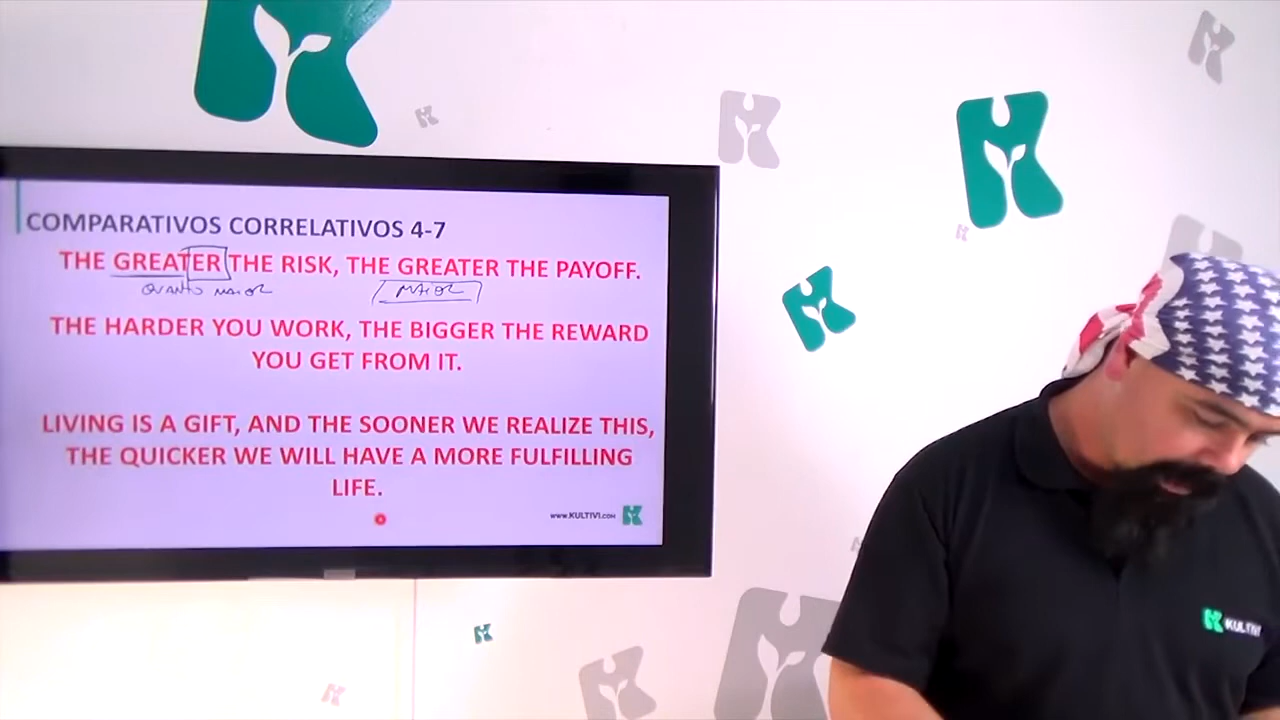 COMPARATIVOS CORRELATIVOS 4-7
THE GREATER THE RISK, THE GREATER THE PAYOFF.
QUANTO MAIOR MAIOR
THE HARDER YOU WORK, THE BIGGER THE REWARD
YOU GET FROM IT.
LIVING IS A GIFT, AND THE SOONER WE REALIZE THIS,
THE QUICKER WE WILL HAVE A MORE FULFILLING
LIFE.
www.KULTIVI.com
KULTIVI